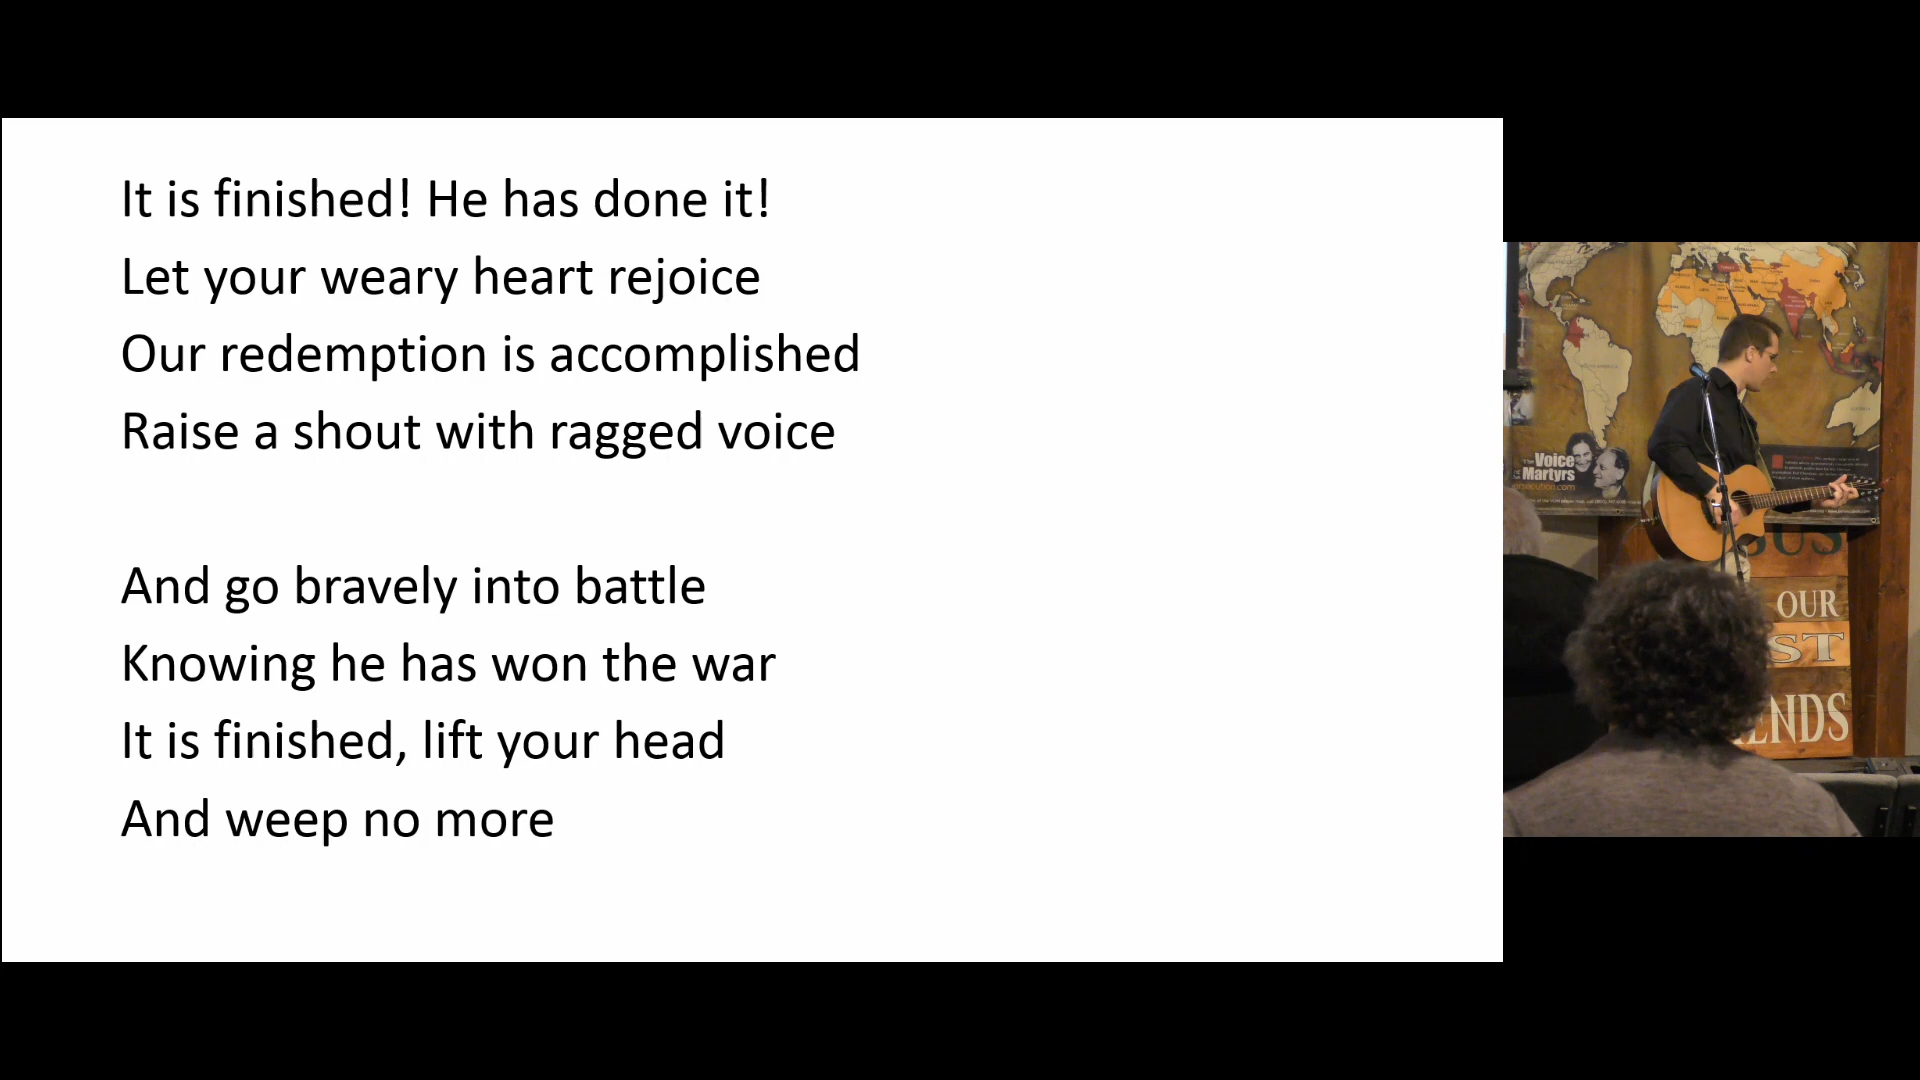 It is finished! He has done it!
Let your weary heart rejoice
Our redemption is accomplished
Raise a shout with ragged voice
And go bravely into battle
Knowing he has won the war
It is finished, lift your head
And weep no more
Voice
Martyrs
OUR